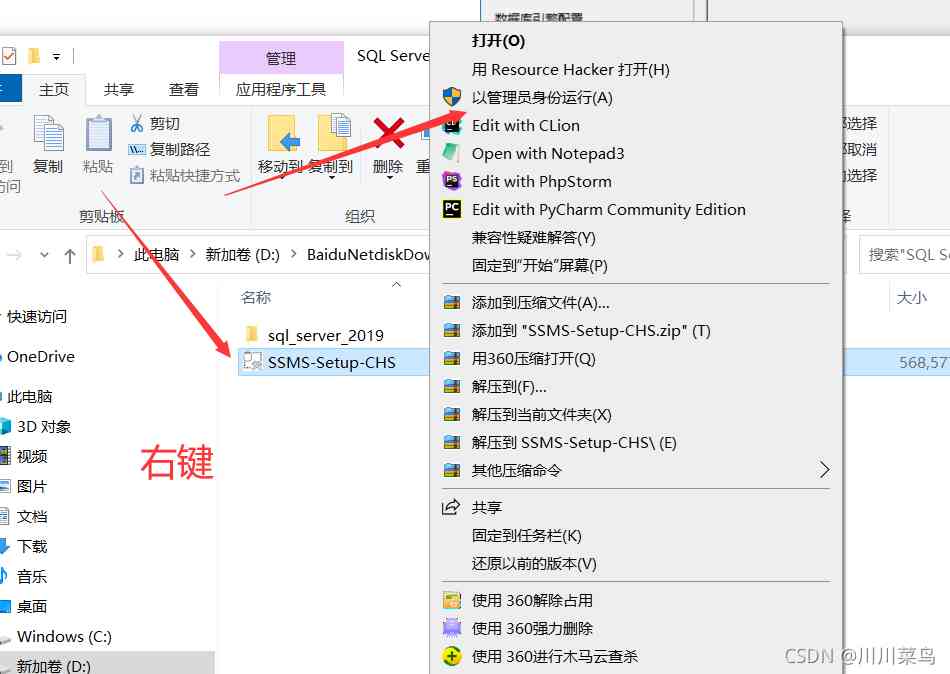 数据库引擎配置
管理
SQL Serve
主页
共享
查看
应用程序工具
复制
粘贴
剪切
复制路径
粘贴快捷方式
移动到
复制到
删除
重
剪贴板
组织
选择
取消
选择
此电脑
新加卷 (D:)
BaiduNetdiskDow
搜索"SQL Se
名称
大小
sql_server_2019
SSMS-Setup-CHS
568,57
快速访问
OneDrive
此电脑
3D 对象
视频
图片
文档
下载
音乐
桌面
Windows (C:)
新加卷 (D:)
右键
打开(O)
用 Resource Hacker 打开(H)
以管理员身份运行(A)
Edit with CLion
Open with Notepad3
Edit with PhpStorm
Edit with PyCharm Community Edition
兼容性疑难解答(Y)
固定到"开始"屏幕(P)
添加到压缩文件(A)...
添加到 "SSMS-Setup-CHS.zip" (T)
用360压缩打开(Q)
解压到(F)...
解压到当前文件夹(X)
解压到 SSMS-Setup-CHS\ (E)
其他压缩命令
共享
固定到任务栏(K)
还原以前的版本(V)
使用 360解除占用
使用 360强力删除
使用 360进行木马云查杀
CSDN @川川菜鸟